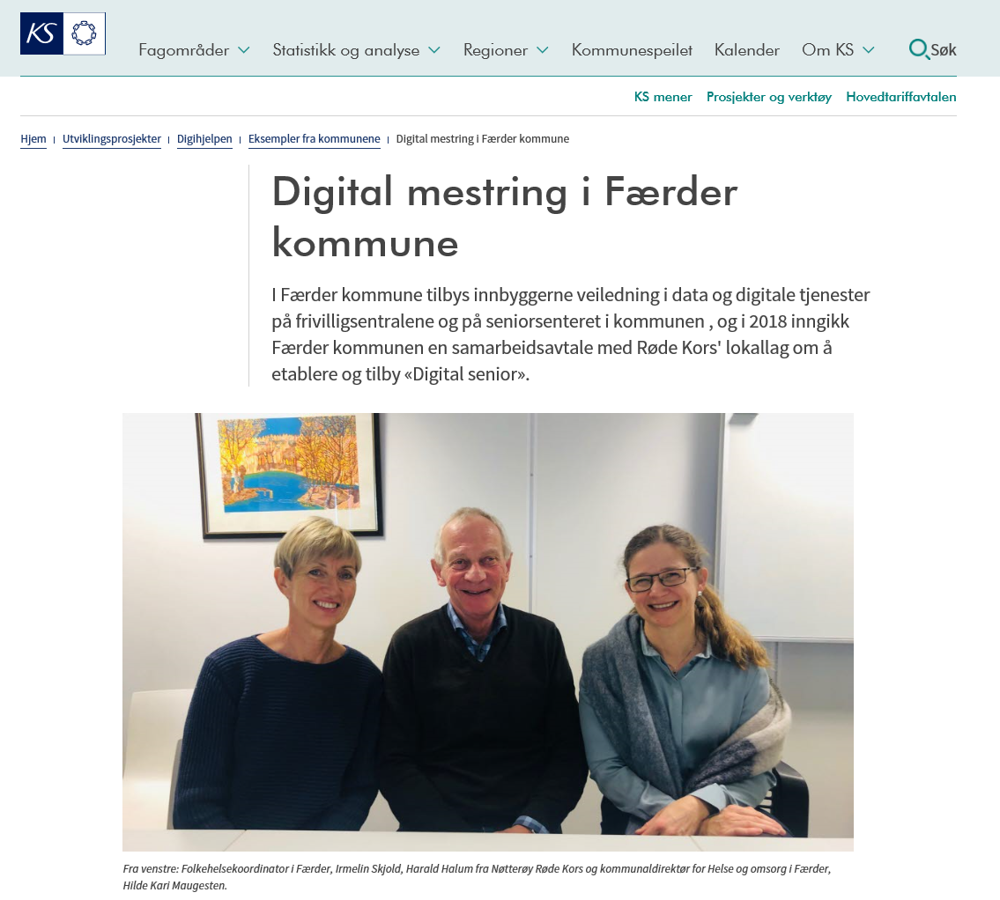 KS
Fagområder
Statistikk og analyse
Regioner
Kommunespeilet
Kalender
Om KS
Søk
KS mener
Prosjekter og verktøy
Hovedtariffavtalen
Hjem
Utviklingsprosjekter
Digihjelpen
Eksempler fra kommunene
Digital mestring i Færder kommune
Digital mestring i Færder
kommune
I Færder kommune tilbys innbyggerne veiledning i data og digitale tjenester
på frivilligsentralene og på seniorsenteret i kommunen , og i 2018 inngikk
Færder kommunen en samarbeidsavtale med Røde Kors' lokallag om å
etablere og tilby «Digital senior».
Fra venstre: Folkehelsekoordinator i Færder, Irmelin Skjold, Harald Halum fra Nøtterøy Røde Kors og kommunaldirektør for Helse og omsorg i Færder,
Hilde Kari Maugesten.